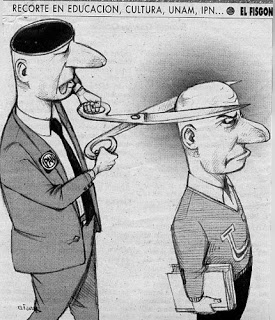 RECORTE EN EDUCACION, CULTURA, UNAM, IPN... ● EL FISGON
U